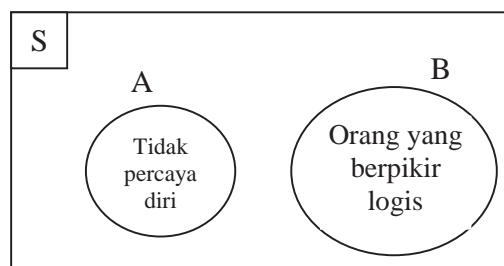 S
A
B
Tidak
percaya
diri
Orang yang
berpikir
logis